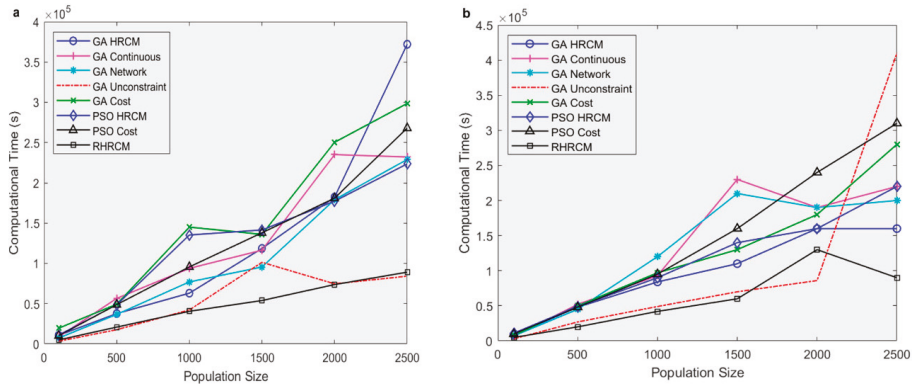 a
×10⁵
4
3.5
3
2.5
2
1.5
1
0.5
0
Computational Time (s)
GA HRCM
GA Continuous
GA Network
GA Unconstraint
GA Cost
PSO HRCM
PSO Cost
RHRCM
0 500 1000 1500 2000 2500
Population Size
b
×10⁵
4.5
4
3.5
3
2.5
2
1.5
1
0.5
0
Computational Time (s)
GA HRCM
GA Continuous
GA Network
GA Unconstraint
GA Cost
PSO HRCM
PSO Cost
RHRCM
0 500 1000 1500 2000 2500
Population Size